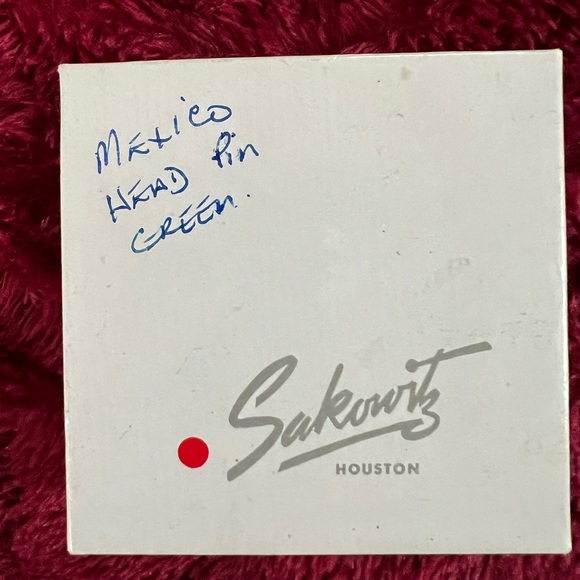 MEXICO
HEAD Pin
GREEN.
Sakowitz
HOUSTON